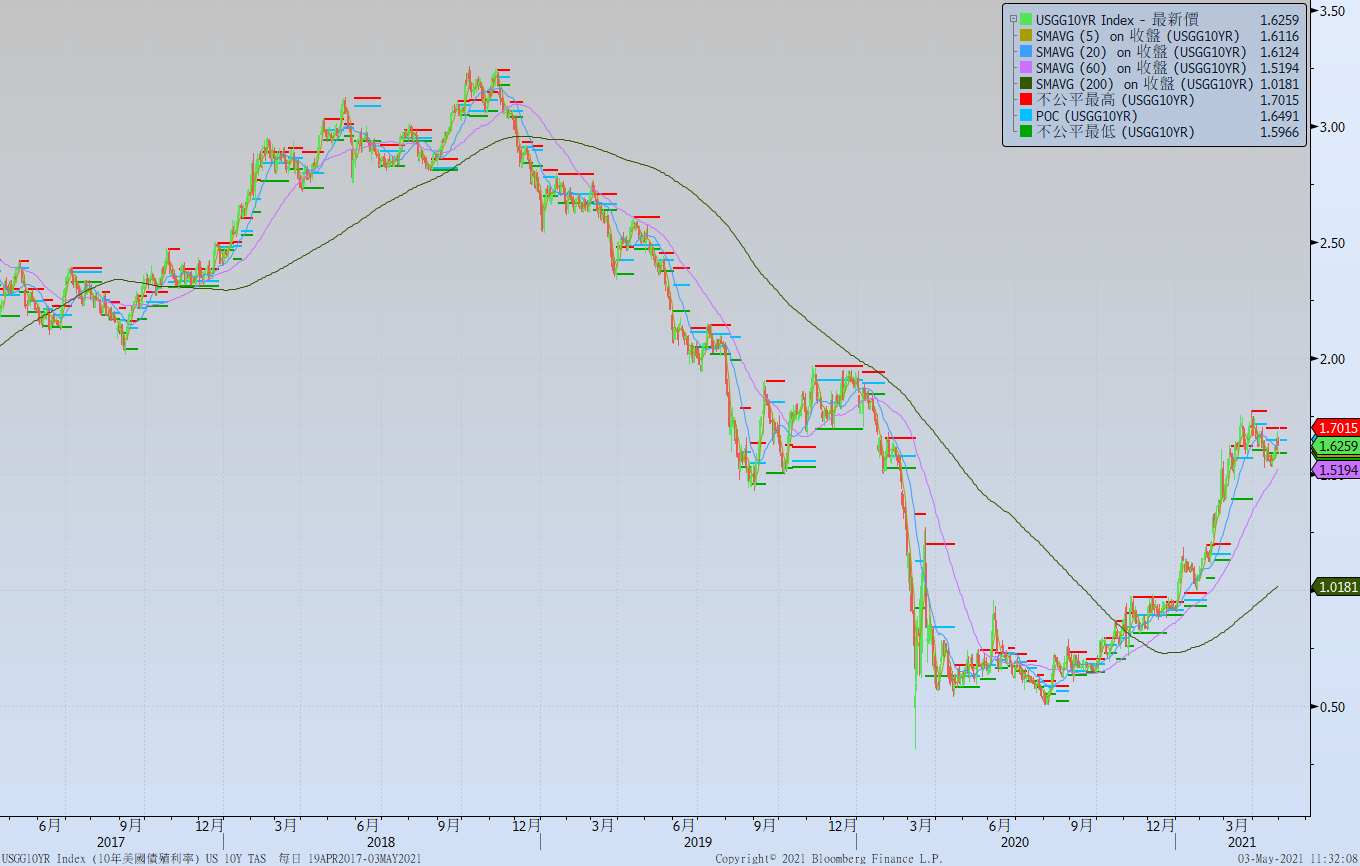 USGG10YR Index - 最新價 1.6259
SMAVG (5) on 收盤 (USGG10YR) 1.6116
SMAVG (20) on 收盤 (USGG10YR) 1.6124
SMAVG (60) on 收盤 (USGG10YR) 1.5194
SMAVG (200) on 收盤 (USGG10YR) 1.0181
不公平最高 (USGG10YR) 1.7015
POC (USGG10YR) 1.6491
不公平最低 (USGG10YR) 1.5966
3.50
3.00
2.50
2.00
1.7015
1.6259
1.5194
1.0181
0.50
6月 9月 12月 3月 6月 9月 12月 3月 6月 9月 12月 3月 6月 9月 12月 3月
2017 2018 2019 2020 2021
USGG10YR Index (10年美國債殖利率) US 10Y TAS 每日 19APR2017-03MAY2021 Copyright© 2021 Bloomberg Finance L.P. 03-May-2021 11:32:08